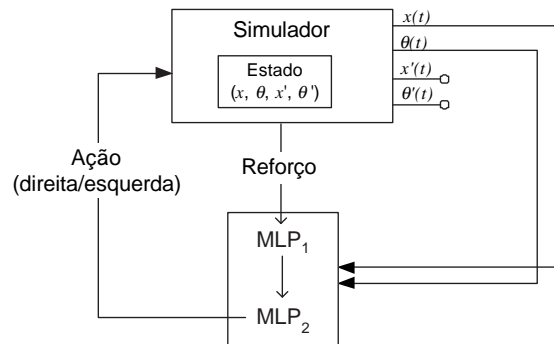 Simulador
Estado
(x, θ, x', θ')
x(t)
θ(t)
x'(t)
θ'(t)
Ação
(direita/esquerda)
Reforço
MLP₁
MLP₂